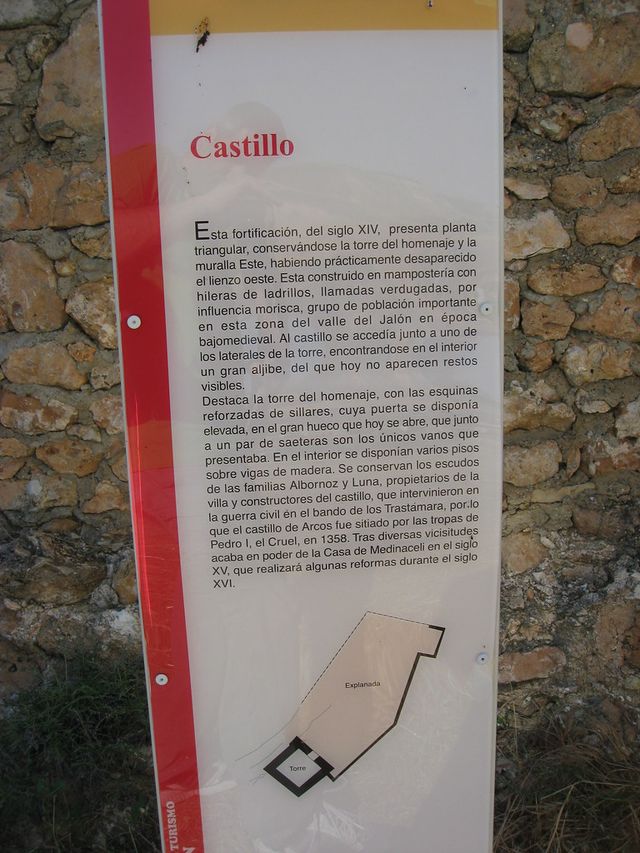 Castillo
Esta fortificación, del siglo XIV, presenta planta
triangular, conservándose la torre del homenaje y la
muralla Este, habiendo prácticamente desaparecido
el lienzo oeste. Esta construido en mampostería con
hileras de ladrillos, llamadas verdugadas, por
influencia morisca, grupo de población importante
en esta zona del valle del Jalón en época
bajomedieval. Al castillo se accedía junto a uno de
los laterales de la torre, encontrandose en el interior
un gran aljibe, del que hoy no aparecen restos
visibles.
Destaca la torre del homenaje, con las esquinas
reforzadas de sillares, cuya puerta se disponía
elevada, en el gran hueco que hoy se abre, que junto
a un par de saeteras son los únicos vanos que
presentaba. En el interior se disponían varios pisos
sobre vigas de madera. Se conservan los escudos
de las familias Albornoz y Luna, propietarios de la
villa y constructores del castillo, que intervinieron en
la guerra civil en el bando de los Trastámara, por lo
que el castillo de Arcos fue sitiado por las tropas de
Pedro I, el Cruel, en 1358. Tras diversas vicisitudes
acaba en poder de la Casa de Medinaceli en el siglo
XV, que realizará algunas reformas durante el siglo
XVI.
Explanada
Torre
TURISMO